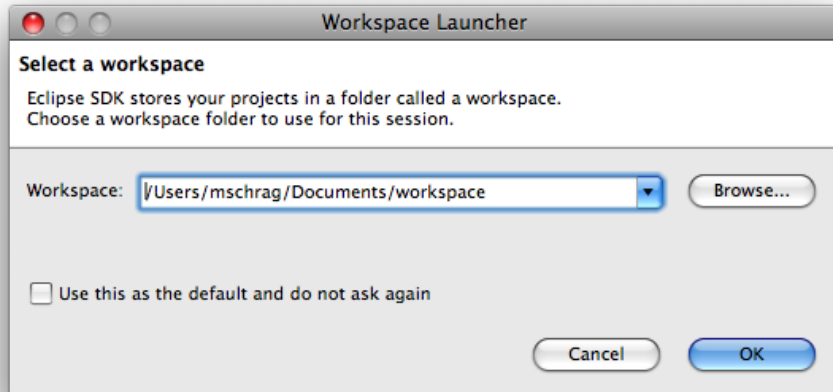 Workspace Launcher
Select a workspace
Eclipse SDK stores your projects in a folder called a workspace.
Choose a workspace folder to use for this session.
Workspace: /Users/mschrag/Documents/workspace Browse...
Use this as the default and do not ask again
Cancel OK